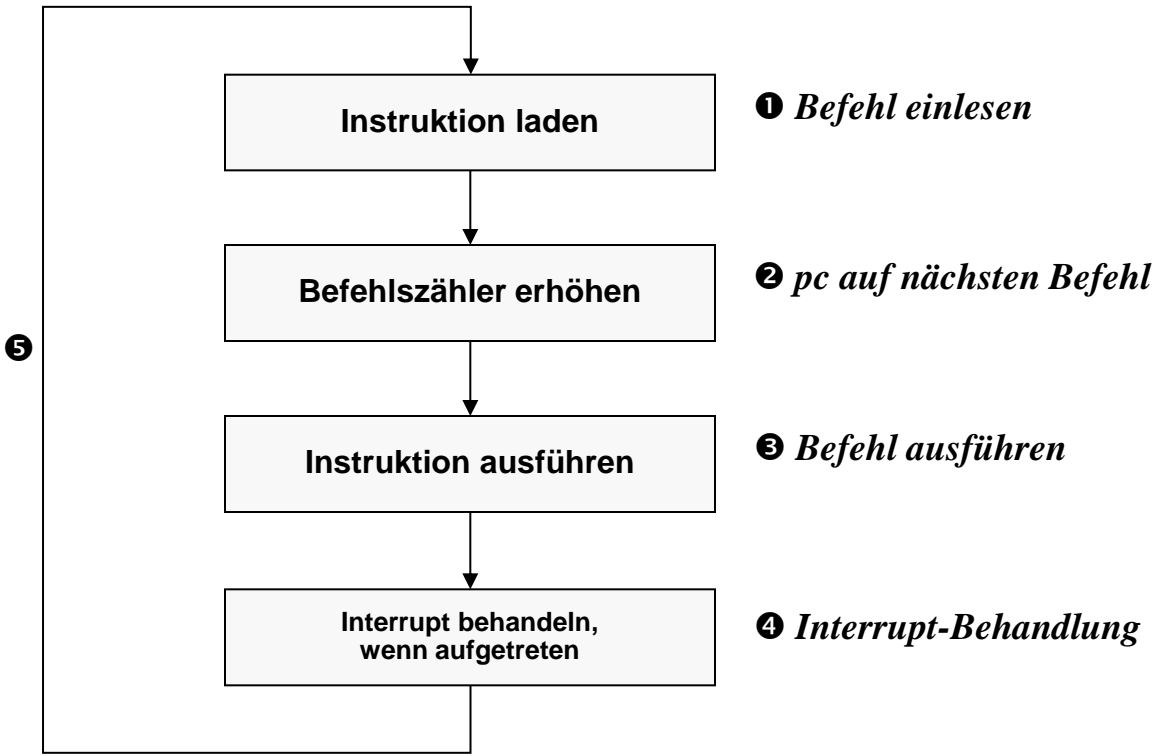 Instruktion laden
❶ Befehl einlesen
Befehlszähler erhöhen
❷ pc auf nächsten Befehl
❺
Instruktion ausführen
❸ Befehl ausführen
Interrupt behandeln,
wenn aufgetreten
❹ Interrupt-Behandlung